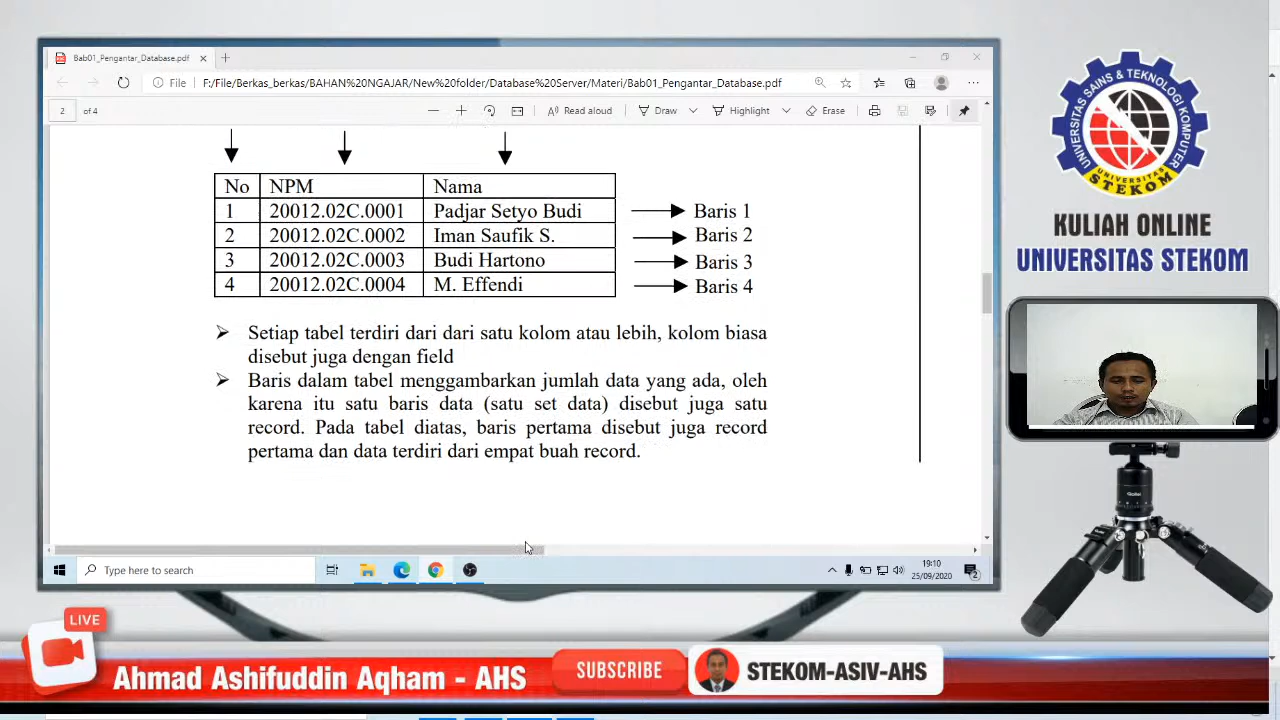 Bab01_Pengantar_Database.pdf
File F:/File/Berkas_berkas/BAHAN%20NGAJAR/New%20folder/Database%20Server/Materi/Bab01_Pengantar_Database.pdf
2 of 4 Read aloud Draw Highlight Erase
No NPM Nama
1 20012.02C.0001 Padjar Setyo Budi Baris 1
2 20012.02C.0002 Iman Saufik S. Baris 2
3 20012.02C.0003 Budi Hartono Baris 3
4 20012.02C.0004 M. Effendi Baris 4
Setiap tabel terdiri dari dari satu kolom atau lebih, kolom biasa
disebut juga dengan field
Baris dalam tabel menggambarkan jumlah data yang ada, oleh
karena itu satu baris data (satu set data) disebut juga satu
record. Pada tabel diatas, baris pertama disebut juga record
pertama dan data terdiri dari empat buah record.
Type here to search
19:10
25/09/2020
2
UNIVERSITAS SAINS & TEKNOLOGI KOMPUTER
UNIVERSITAS
STEKOM
KULIAH ONLINE
UNIVERSITAS STEKOM
LIVE
Ahmad Ashifuddin Aqham - AHS
SUBSCRIBE
STEKOM-ASIV-AHS